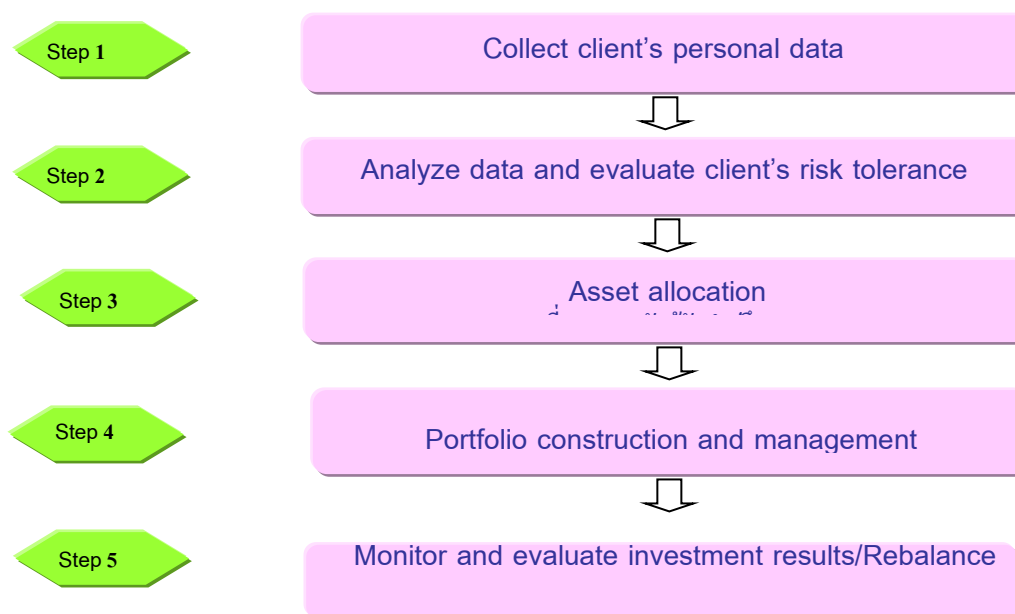 Step 1
Collect client’s personal data
Step 2
Analyze data and evaluate client’s risk tolerance
Step 3
Asset allocation
Step 4
Portfolio construction and management
Step 5
Monitor and evaluate investment results/Rebalance